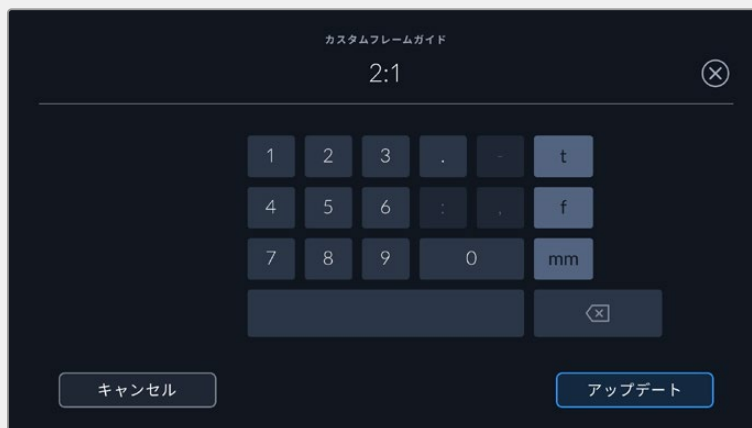 カスタムフレームガイド
2:1
1 2 3 . - t
4 5 6 : , f
7 8 9 0 mm
キャンセル アップデート